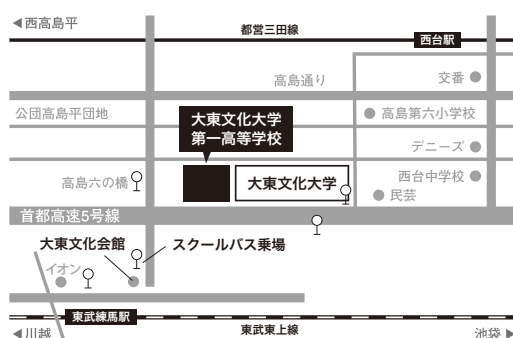 ◀西高島平
都営三田線
西台駅
高島通り
交番
公団高島平団地
大東文化大学
第一高等学校
高島第六小学校
デニーズ
高島六の橋
大東文化大学
西台中学校
民芸
首都高速5号線
大東文化会館
スクールバス乗場
イオン
東武練馬駅
◀川越
東武東上線
池袋▶